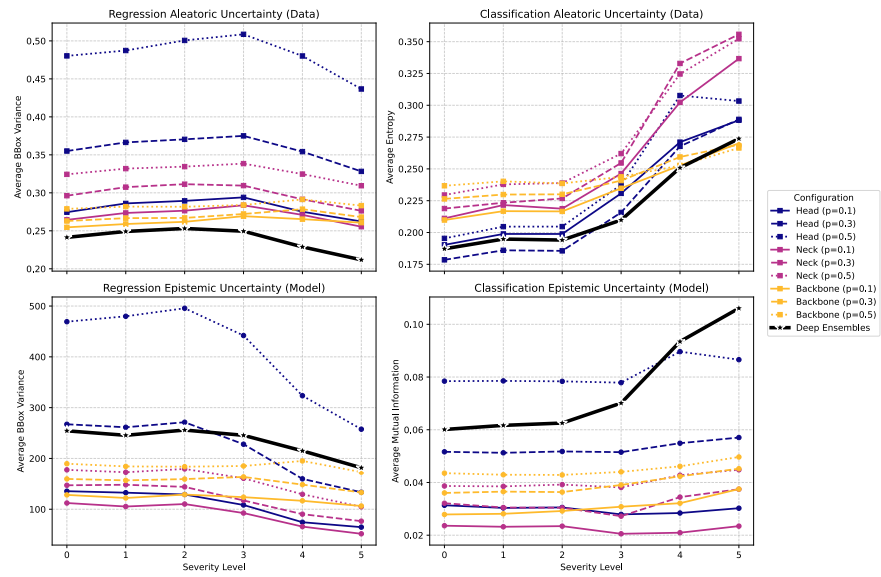 Regression Aleatoric Uncertainty (Data)
Average BBox Variance
0.50
0.45
0.40
0.35
0.30
0.25
0.20
Classification Aleatoric Uncertainty (Data)
Average Entropy
0.350
0.325
0.300
0.275
0.250
0.225
0.200
0.175
Regression Epistemic Uncertainty (Model)
Average BBox Variance
500
400
300
200
100
0 1 2 3 4 5
Severity Level
Classification Epistemic Uncertainty (Model)
Average Mutual Information
0.10
0.08
0.06
0.04
0.02
0 1 2 3 4 5
Severity Level
Configuration
Head (p=0.1)
Head (p=0.3)
Head (p=0.5)
Neck (p=0.1)
Neck (p=0.3)
Neck (p=0.5)
Backbone (p=0.1)
Backbone (p=0.3)
Backbone (p=0.5)
Deep Ensembles